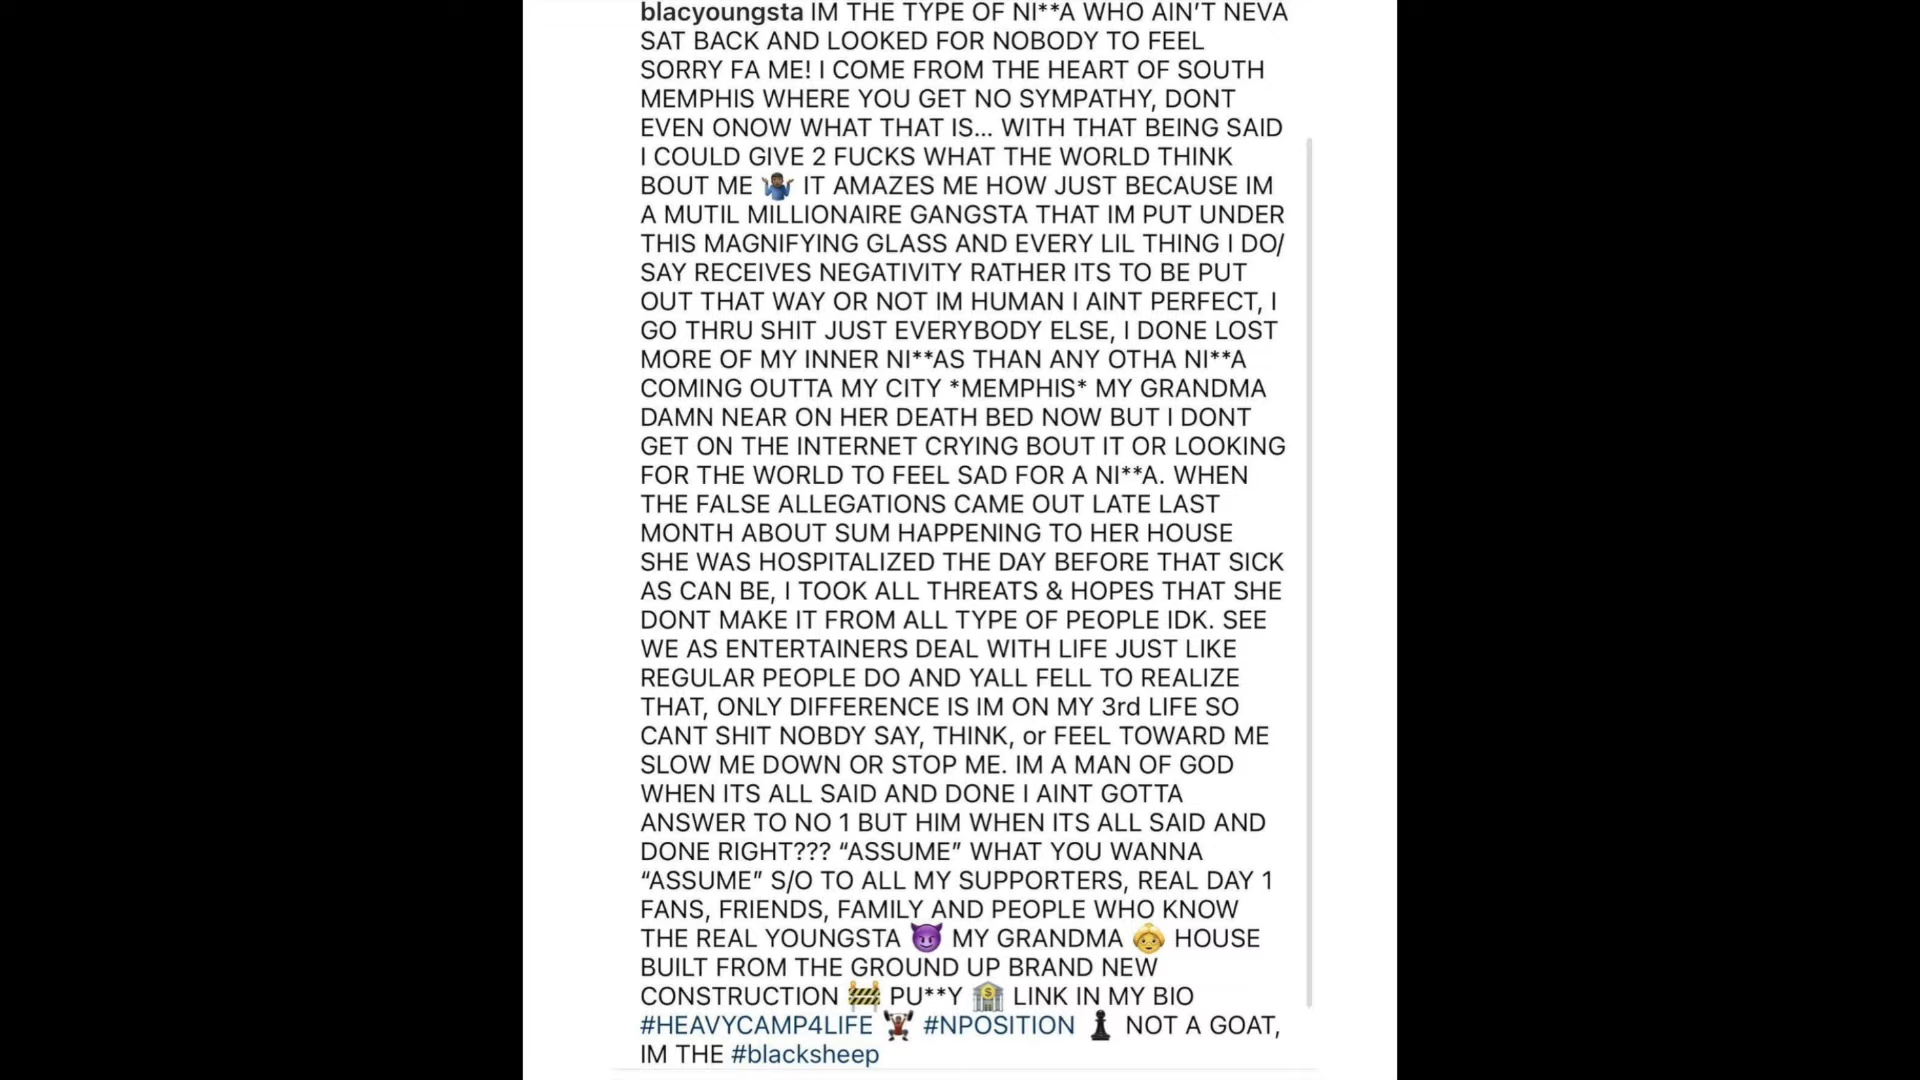 blacyoungsta IM THE TYPE OF NI**A WHO AIN’T NEVA
SAT BACK AND LOOKED FOR NOBODY TO FEEL
SORRY FA ME! I COME FROM THE HEART OF SOUTH
MEMPHIS WHERE YOU GET NO SYMPATHY, DONT
EVEN ONOW WHAT THAT IS... WITH THAT BEING SAID
I COULD GIVE 2 FUCKS WHAT THE WORLD THINK
BOUT ME 🤷🏾‍♂️ IT AMAZES ME HOW JUST BECAUSE IM
A MUTIL MILLIONAIRE GANGSTA THAT IM PUT UNDER
THIS MAGNIFYING GLASS AND EVERY LIL THING I DO/
SAY RECEIVES NEGATIVITY RATHER ITS TO BE PUT
OUT THAT WAY OR NOT IM HUMAN I AINT PERFECT, I
GO THRU SHIT JUST EVERYBODY ELSE, I DONE LOST
MORE OF MY INNER NI**AS THAN ANY OTHA NI**A
COMING OUTTA MY CITY *MEMPHIS* MY GRANDMA
DAMN NEAR ON HER DEATH BED NOW BUT I DONT
GET ON THE INTERNET CRYING BOUT IT OR LOOKING
FOR THE WORLD TO FEEL SAD FOR A NI**A. WHEN
THE FALSE ALLEGATIONS CAME OUT LATE LAST
MONTH ABOUT SUM HAPPENING TO HER HOUSE
SHE WAS HOSPITALIZED THE DAY BEFORE THAT SICK
AS CAN BE, I TOOK ALL THREATS & HOPES THAT SHE
DONT MAKE IT FROM ALL TYPE OF PEOPLE IDK. SEE
WE AS ENTERTAINERS DEAL WITH LIFE JUST LIKE
REGULAR PEOPLE DO AND YALL FELL TO REALIZE
THAT, ONLY DIFFERENCE IS IM ON MY 3rd LIFE SO
CANT SHIT NOBDY SAY, THINK, or FEEL TOWARD ME
SLOW ME DOWN OR STOP ME. IM A MAN OF GOD
WHEN ITS ALL SAID AND DONE I AINT GOTTA
ANSWER TO NO 1 BUT HIM WHEN ITS ALL SAID AND
DONE RIGHT??? “ASSUME” WHAT YOU WANNA
“ASSUME” S/O TO ALL MY SUPPORTERS, REAL DAY 1
FANS, FRIENDS, FAMILY AND PEOPLE WHO KNOW
THE REAL YOUNGSTA 😈 MY GRANDMA 👵 HOUSE
BUILT FROM THE GROUND UP BRAND NEW
CONSTRUCTION 🚧 PU**Y 🏦 LINK IN MY BIO
#HEAVYCAMP4LIFE 🏋🏾‍♂️ #NPOSITION ♟️ NOT A GOAT,
IM THE #blacksheep